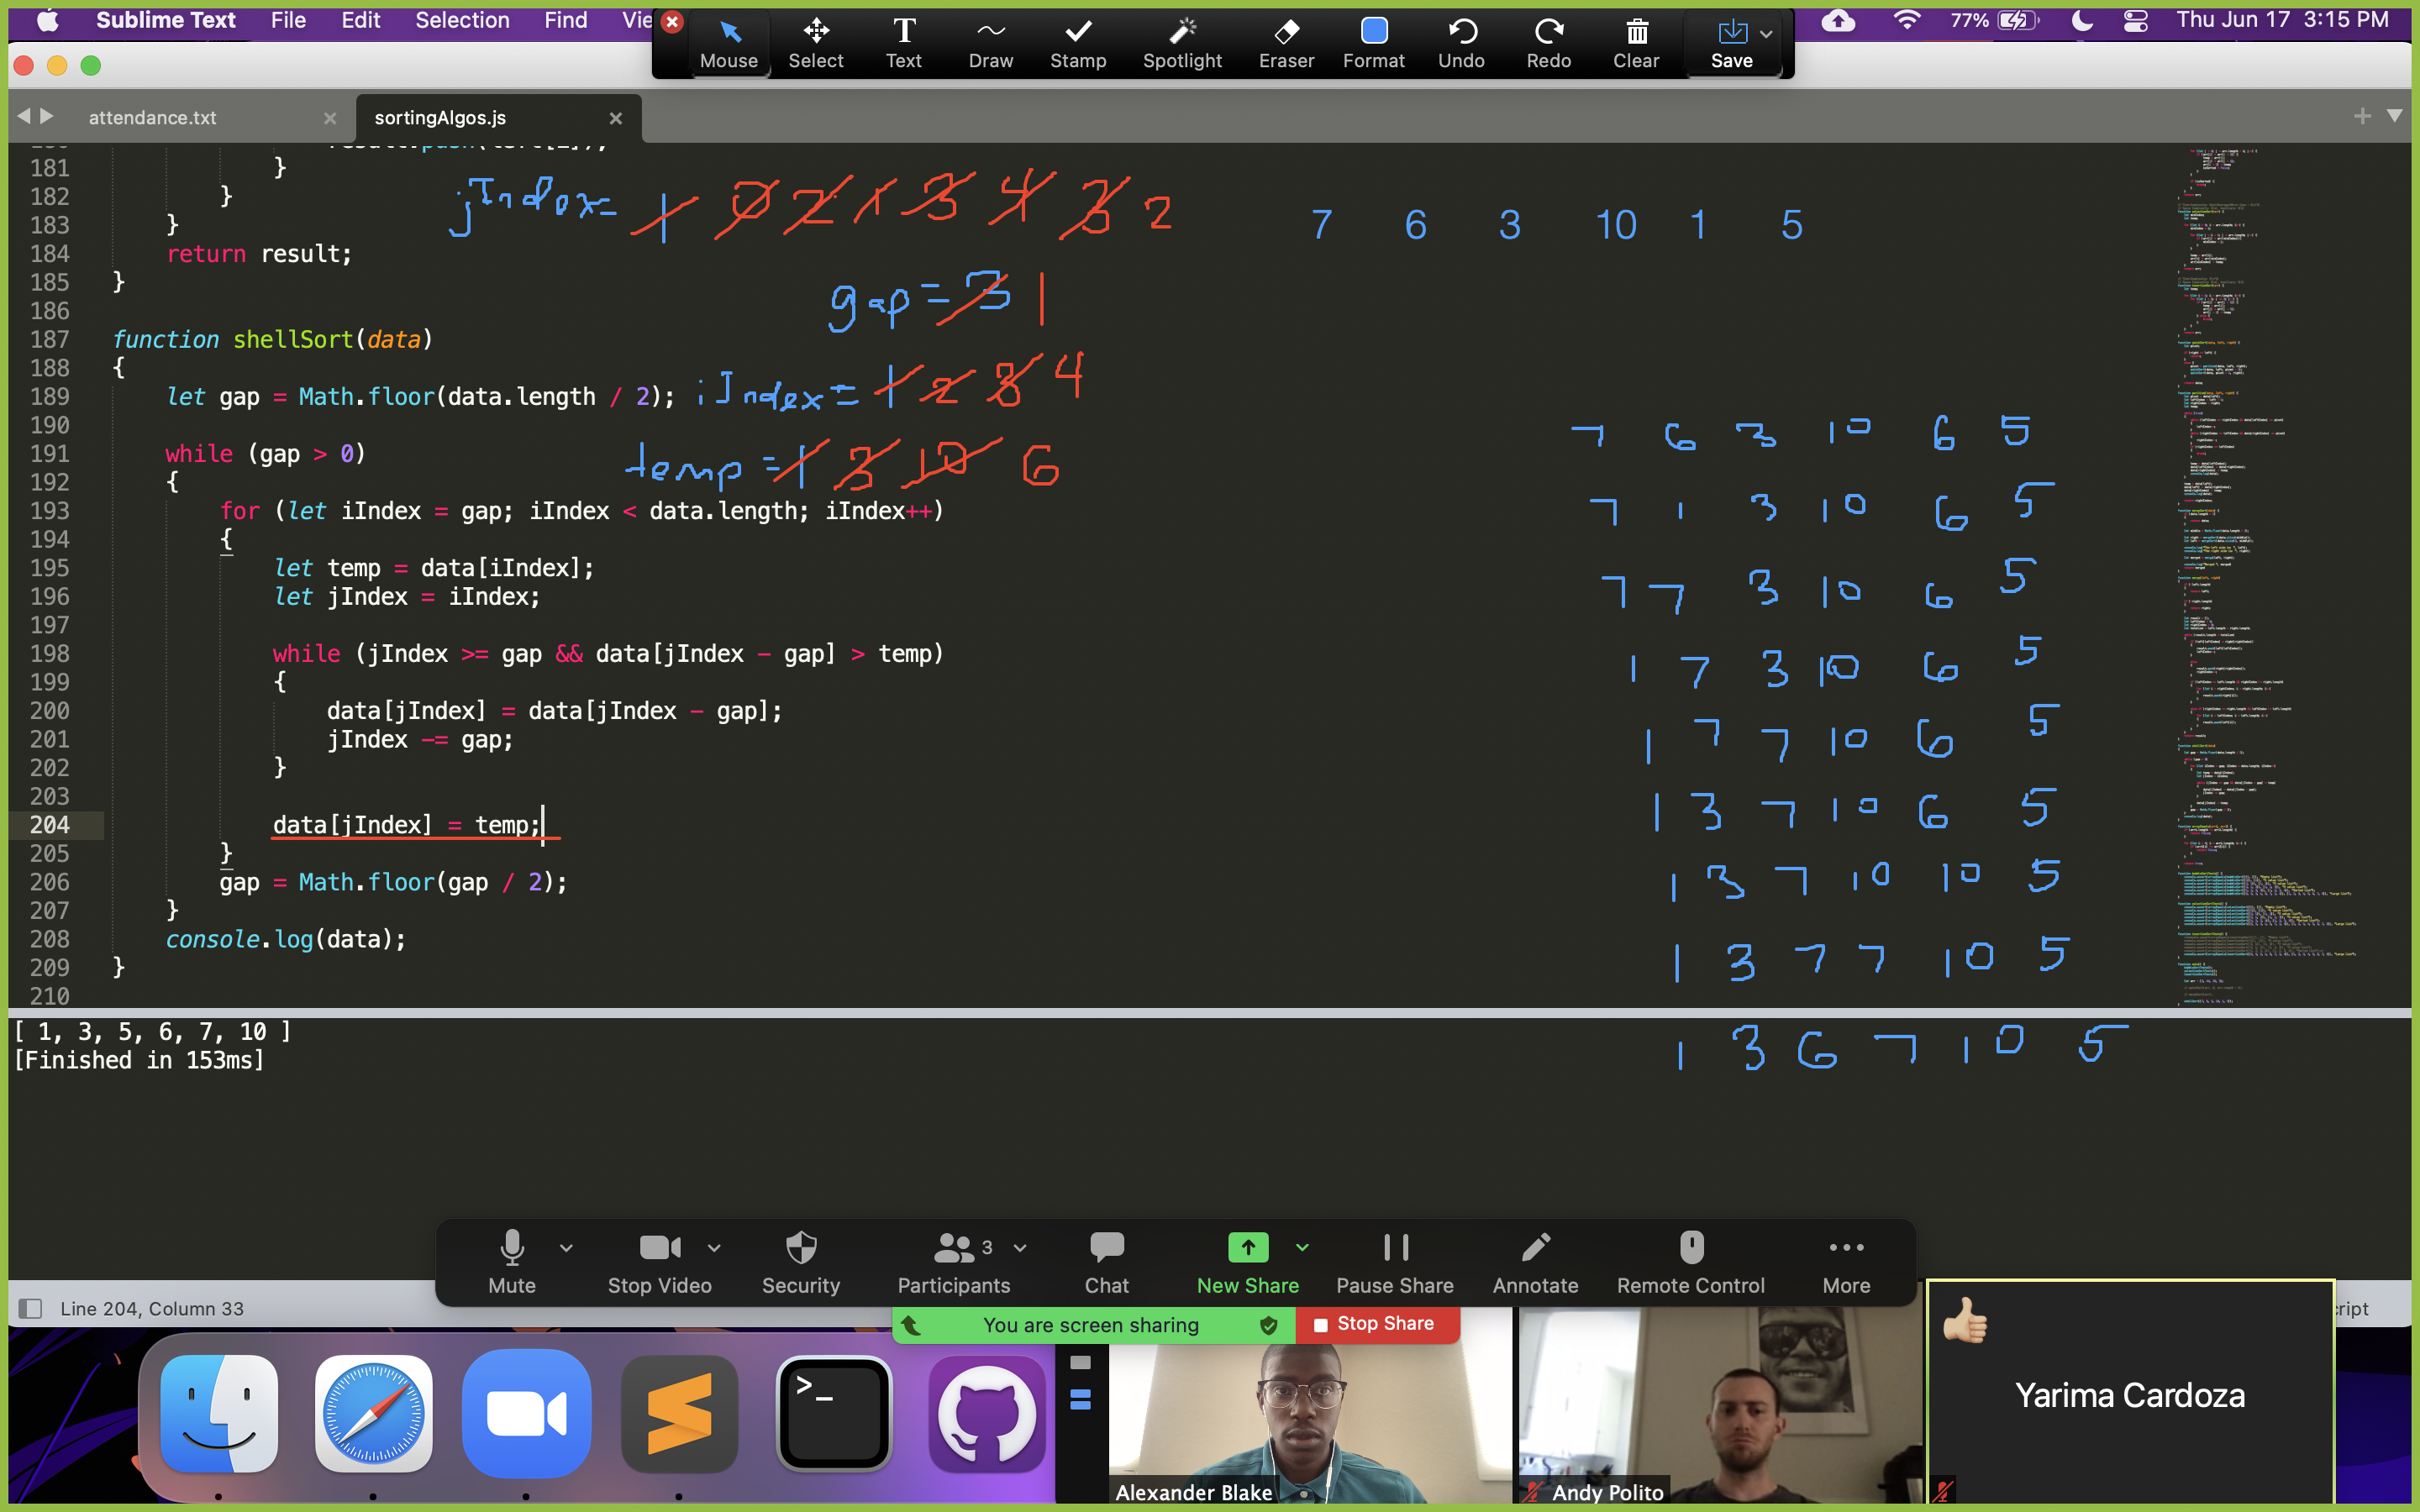 Sublime Text File Edit Selection Find Vie
Mouse Select Text Draw Stamp Spotlight Eraser Format Undo Redo Clear Save
77% Thu Jun 17 3:15 PM
attendance.txt
sortingAlgos.js
181 }
182 }
183 }
184 return result;
185 }
186
187 function shellSort(data)
188 {
189 let gap = Math.floor(data.length / 2);
190
191 while (gap > 0)
192 {
193 for (let iIndex = gap; iIndex < data.length; iIndex++)
194 {
195 let temp = data[iIndex];
196 let jIndex = iIndex;
197
198 while (jIndex >= gap && data[jIndex - gap] > temp)
199 {
200 data[jIndex] = data[jIndex - gap];
201 jIndex -= gap;
202 }
203
204 data[jIndex] = temp;
205 }
206 gap = Math.floor(gap / 2);
207 }
208 console.log(data);
209 }
210
jIndex = 1 0 2 1 3 4 3 2
gap = 3 1
iIndex = 1 2 3 4
temp = 1 3 10 6
7 6 3 10 1 5
7 6 3 10 6 5
7 1 3 10 6 5
7 7 3 10 6 5
1 7 3 10 6 5
1 7 7 10 6 5
1 3 7 10 6 5
1 3 7 10 10 5
1 3 7 7 10 5
1 3 6 7 10 5
[ 1, 3, 5, 6, 7, 10 ]
[Finished in 153ms]
Mute Stop Video Security Participants 3 Chat New Share Pause Share Annotate Remote Control More
Line 204, Column 33
cript
You are screen sharing
Stop Share
Yarima Cardoza
Alexander Blake
Andy Polito